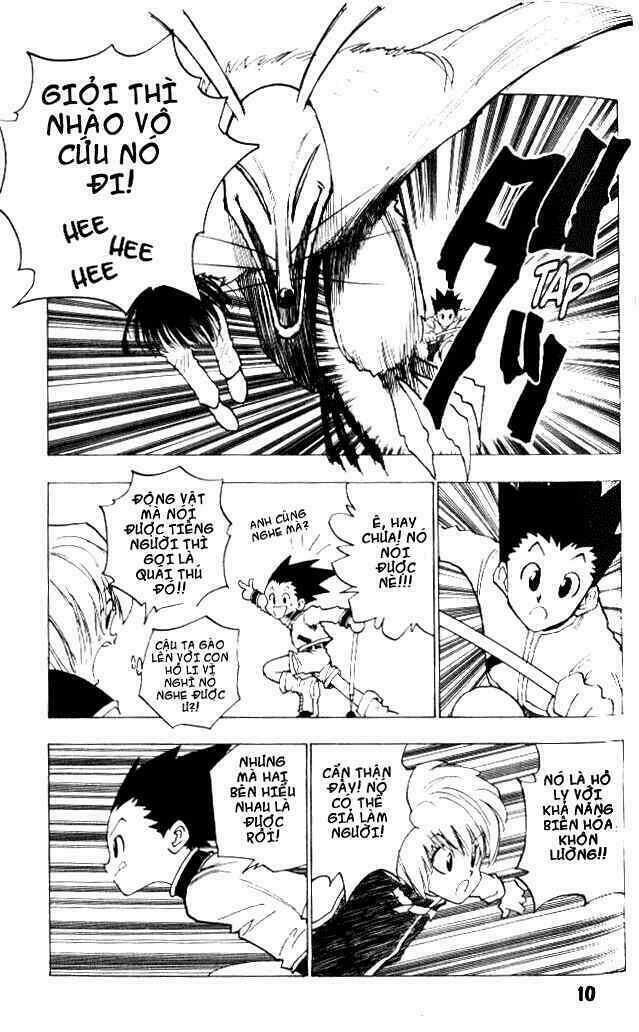 GIỎI THÌ
NHÀO VÔ
CỨU NÓ
ĐI!
HEE
HEE
HEE
TAP
Ê, HAY
CHƯA! NÓ
NÓI
ĐƯỢC
NÈ!!!
ANH CŨNG
NGHE MÀ?
ĐỘNG VẬT
MÀ NÓI
ĐƯỢC TIẾNG
NGƯỜI THÌ
GỌI LÀ
QUÁI THÚ
ĐÓ!!
CẬU TA GÀO
LÊN VỚI CON
HỒ LI VÌ
NGHĨ NÓ
NGHE ĐƯỢC
Ư?!
NÓ LÀ HỒ
LY VỚI
KHẢ NĂNG
BIẾN HÓA
KHÔN
LƯỜNG!!
CẨN THẬN
ĐẤY! NÓ
CÓ THỂ
GIẢ LÀM
NGƯỜI!
NHƯNG
MÀ HAI
BÊN HIỂU
NHAU LÀ
ĐƯỢC
RỒI!
10